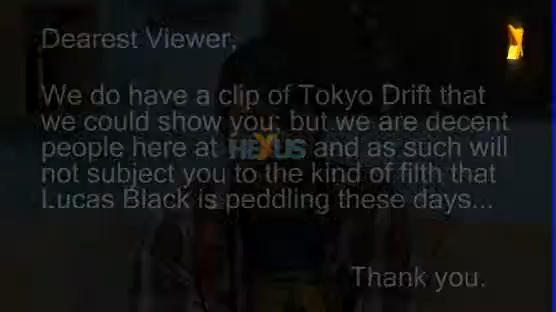 Dearest Viewer,
We do have a clip of Tokyo Drift that
we could show you; but we are decent
people here at HEXUS and as such will
not subject you to the kind of filth that
Lucas Black is peddling these days...
Thank you.